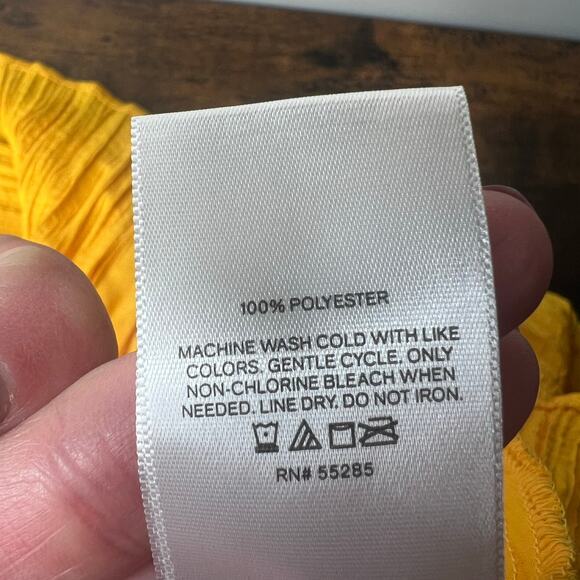 100% POLYESTER
MACHINE WASH COLD WITH LIKE
COLORS. GENTLE CYCLE. ONLY
NON-CHLORINE BLEACH WHEN
NEEDED. LINE DRY. DO NOT IRON.
RN# 55285